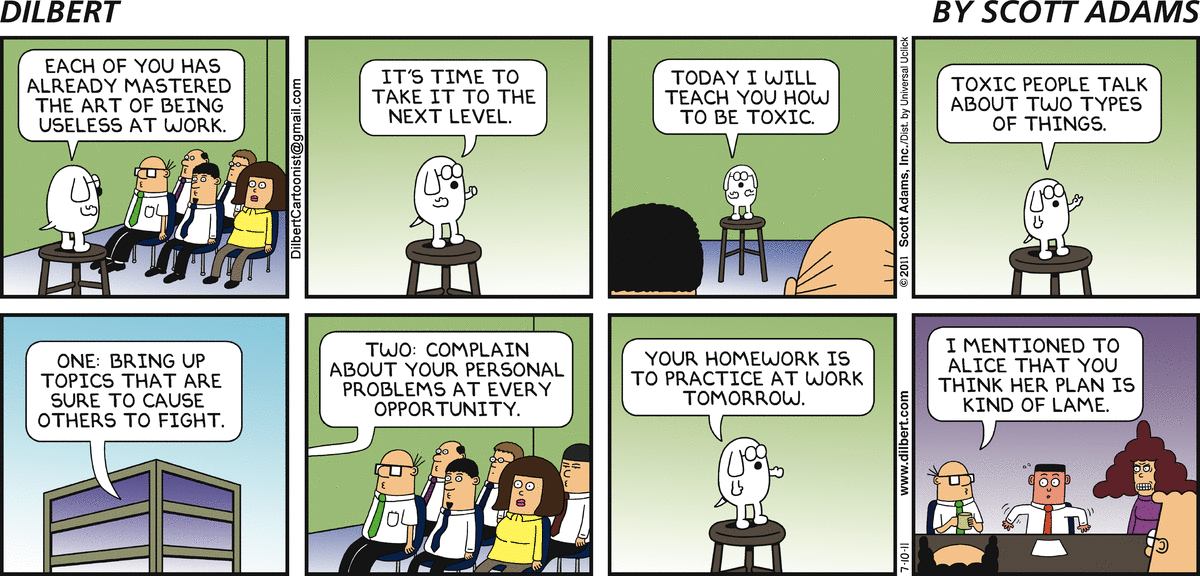 DILBERT
BY SCOTT ADAMS
EACH OF YOU HAS
ALREADY MASTERED
THE ART OF BEING
USELESS AT WORK.
DilbertCartoonist@gmail.com
IT'S TIME TO
TAKE IT TO THE
NEXT LEVEL.
TODAY I WILL
TEACH YOU HOW
TO BE TOXIC.
©2011 Scott Adams, Inc./Dist. by Universal Uclick
TOXIC PEOPLE TALK
ABOUT TWO TYPES
OF THINGS.
ONE: BRING UP
TOPICS THAT ARE
SURE TO CAUSE
OTHERS TO FIGHT.
TWO: COMPLAIN
ABOUT YOUR PERSONAL
PROBLEMS AT EVERY
OPPORTUNITY.
YOUR HOMEWORK IS
TO PRACTICE AT WORK
TOMORROW.
7-10-11 www.dilbert.com
I MENTIONED TO
ALICE THAT YOU
THINK HER PLAN IS
KIND OF LAME.